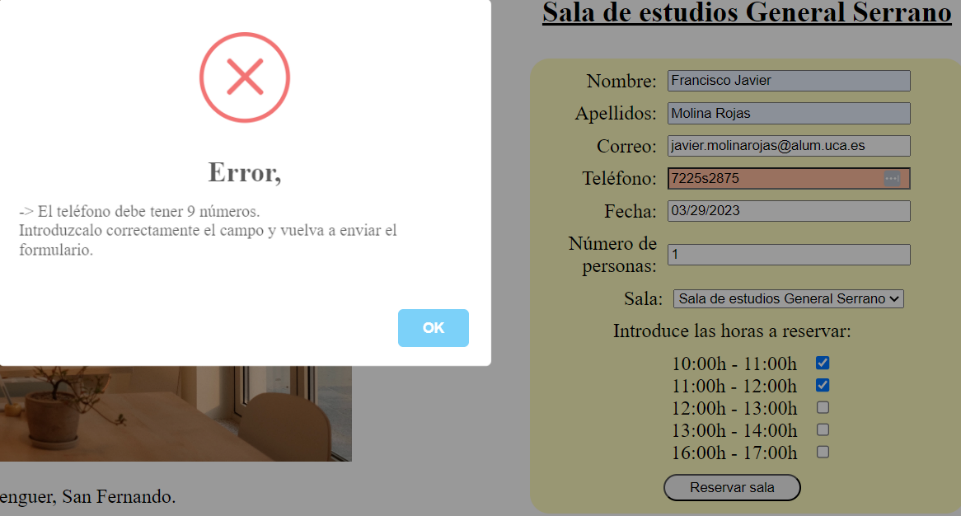 Error,
-> El teléfono debe tener 9 números.
Introduzcalo correctamente el campo y vuelva a enviar el
formulario.
OK
enguer, San Fernando.
Sala de estudios General Serrano
Nombre: Francisco Javier
Apellidos: Molina Rojas
Correo: javier.molinarojas@alum.uca.es
Teléfono: 7225s2875
Fecha: 03/29/2023
Número de
personas: 1
Sala: Sala de estudios General Serrano
Introduce las horas a reservar:
10:00h - 11:00h
11:00h - 12:00h
12:00h - 13:00h
13:00h - 14:00h
16:00h - 17:00h
Reservar sala